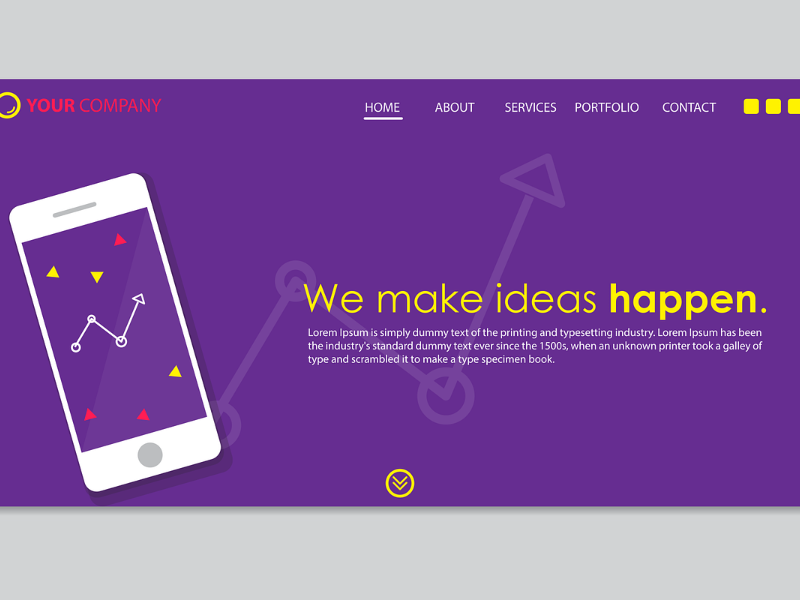 YOUR COMPANY
HOME ABOUT SERVICES PORTFOLIO CONTACT
We make ideas happen.
Lorem Ipsum is simply dummy text of the printing and typesetting industry. Lorem Ipsum has been
the industry's standard dummy text ever since the 1500s, when an unknown printer took a galley of
type and scrambled it to make a type specimen book.